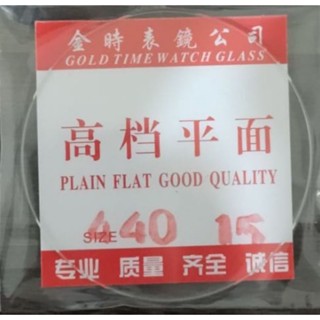 金時表鏡公司
GOLD TIME WATCH GLASS
高档平面
PLAIN FLAT GOOD QUALITY
SIZE 440 15
专业 质量 齐全 诚信